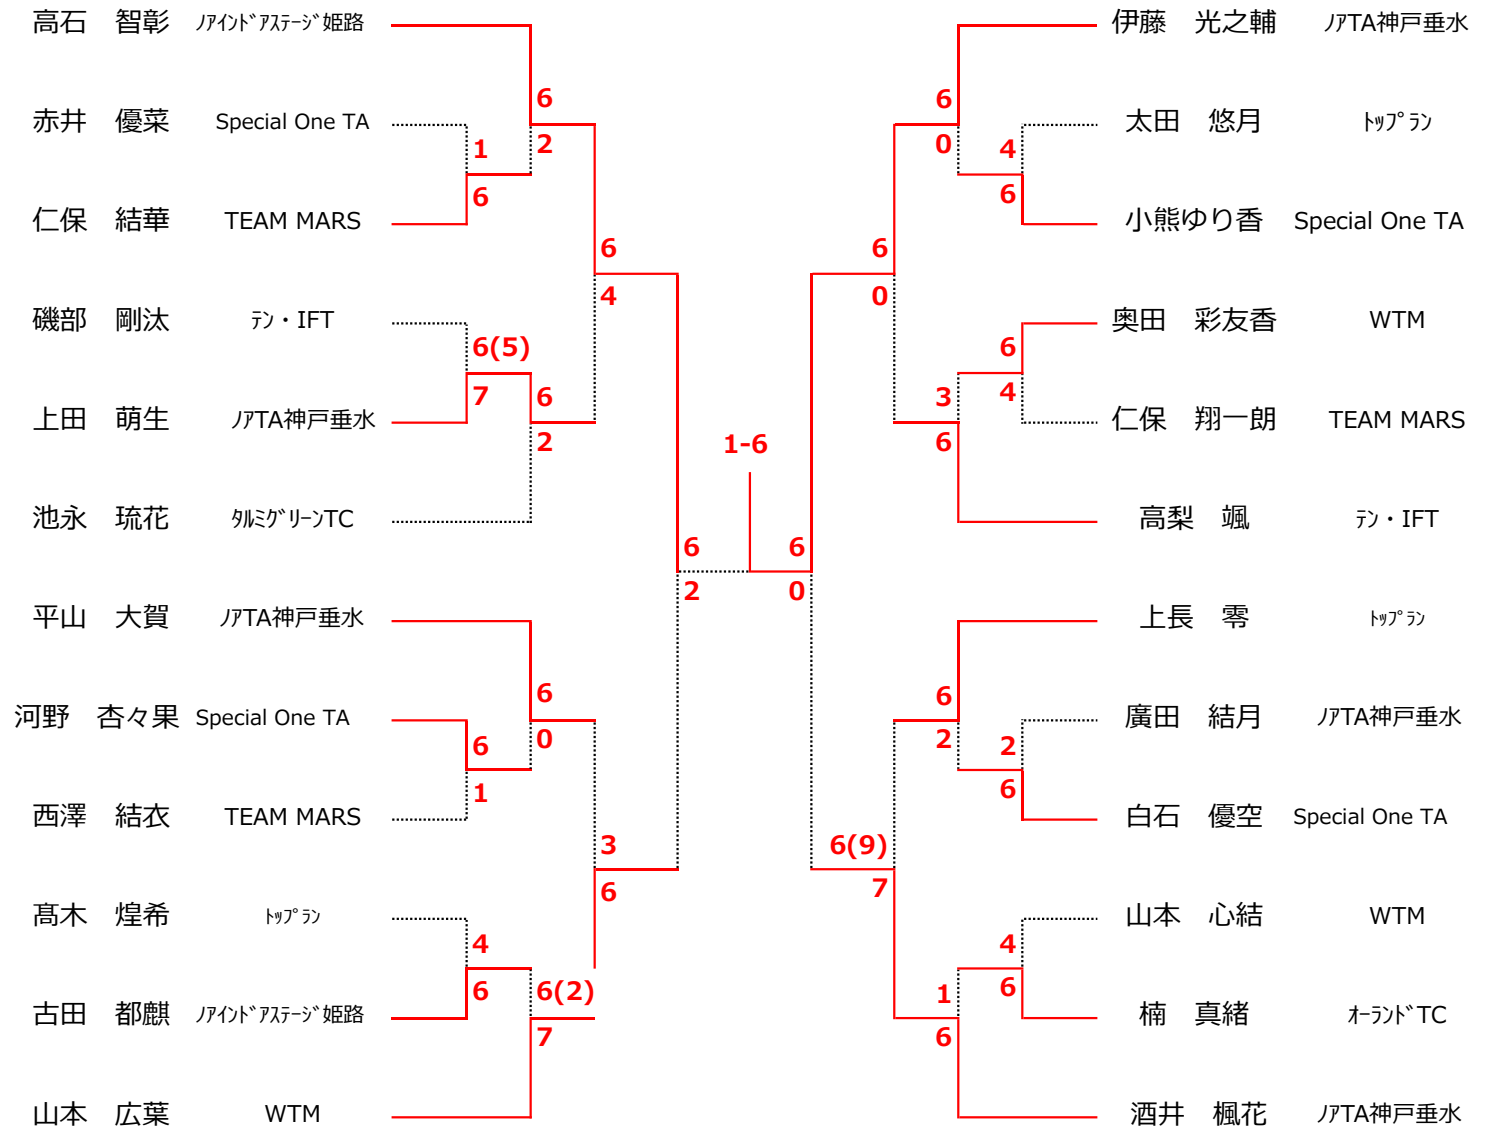 高石　智彰 ﾉｱｲﾝﾄﾞｱｽﾃｰｼﾞ姫路
6
赤井　優菜 Special One TA
1
2
6
仁保　結華 TEAM MARS
6
4
磯部　剛汰 ﾃﾝ・IFT
6(5)
7
6
上田　萌生 ﾉｱTA神戸垂水
2
池永　琉花 ﾀﾙﾐｸﾞﾘｰﾝTC
6
2
平山　大賀 ﾉｱTA神戸垂水
6
河野　杏々果 Special One TA
6
0
1
西澤　結衣 TEAM MARS
3
6
髙木　煌希 ﾄｯﾌﾟﾗﾝ
4
6
6(2)
古田　都麒 ﾉｱｲﾝﾄﾞｱｽﾃｰｼﾞ姫路
7
山本　広葉 WTM
1-6
伊藤　光之輔 ﾉｱTA神戸垂水
6
太田　悠月 ﾄｯﾌﾟﾗﾝ
0
4
6
小熊ゆり香 Special One TA
6
0
奥田　彩友香 WTM
6
3
4
仁保　翔一朗 TEAM MARS
6
高梨　颯 ﾃﾝ・IFT
6
0
上長　零 ﾄｯﾌﾟﾗﾝ
6
廣田　結月 ﾉｱTA神戸垂水
2
2
6
白石　優空 Special One TA
6(9)
7
山本　心結 WTM
4
1
6
楠　真緒 ｵｰﾗﾝﾄﾞTC
6
酒井　楓花 ﾉｱTA神戸垂水